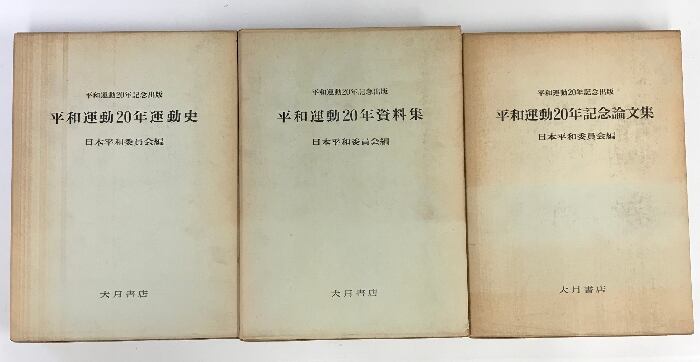 平和運動20年記念出版
平和運動20年運動史
日本平和委員会編
大月書店
平和運動20年記念出版
平和運動20年資料集
日本平和委員会編
大月書店
平和運動20年記念出版
平和運動20年記念論文集
日本平和委員会編
大月書店